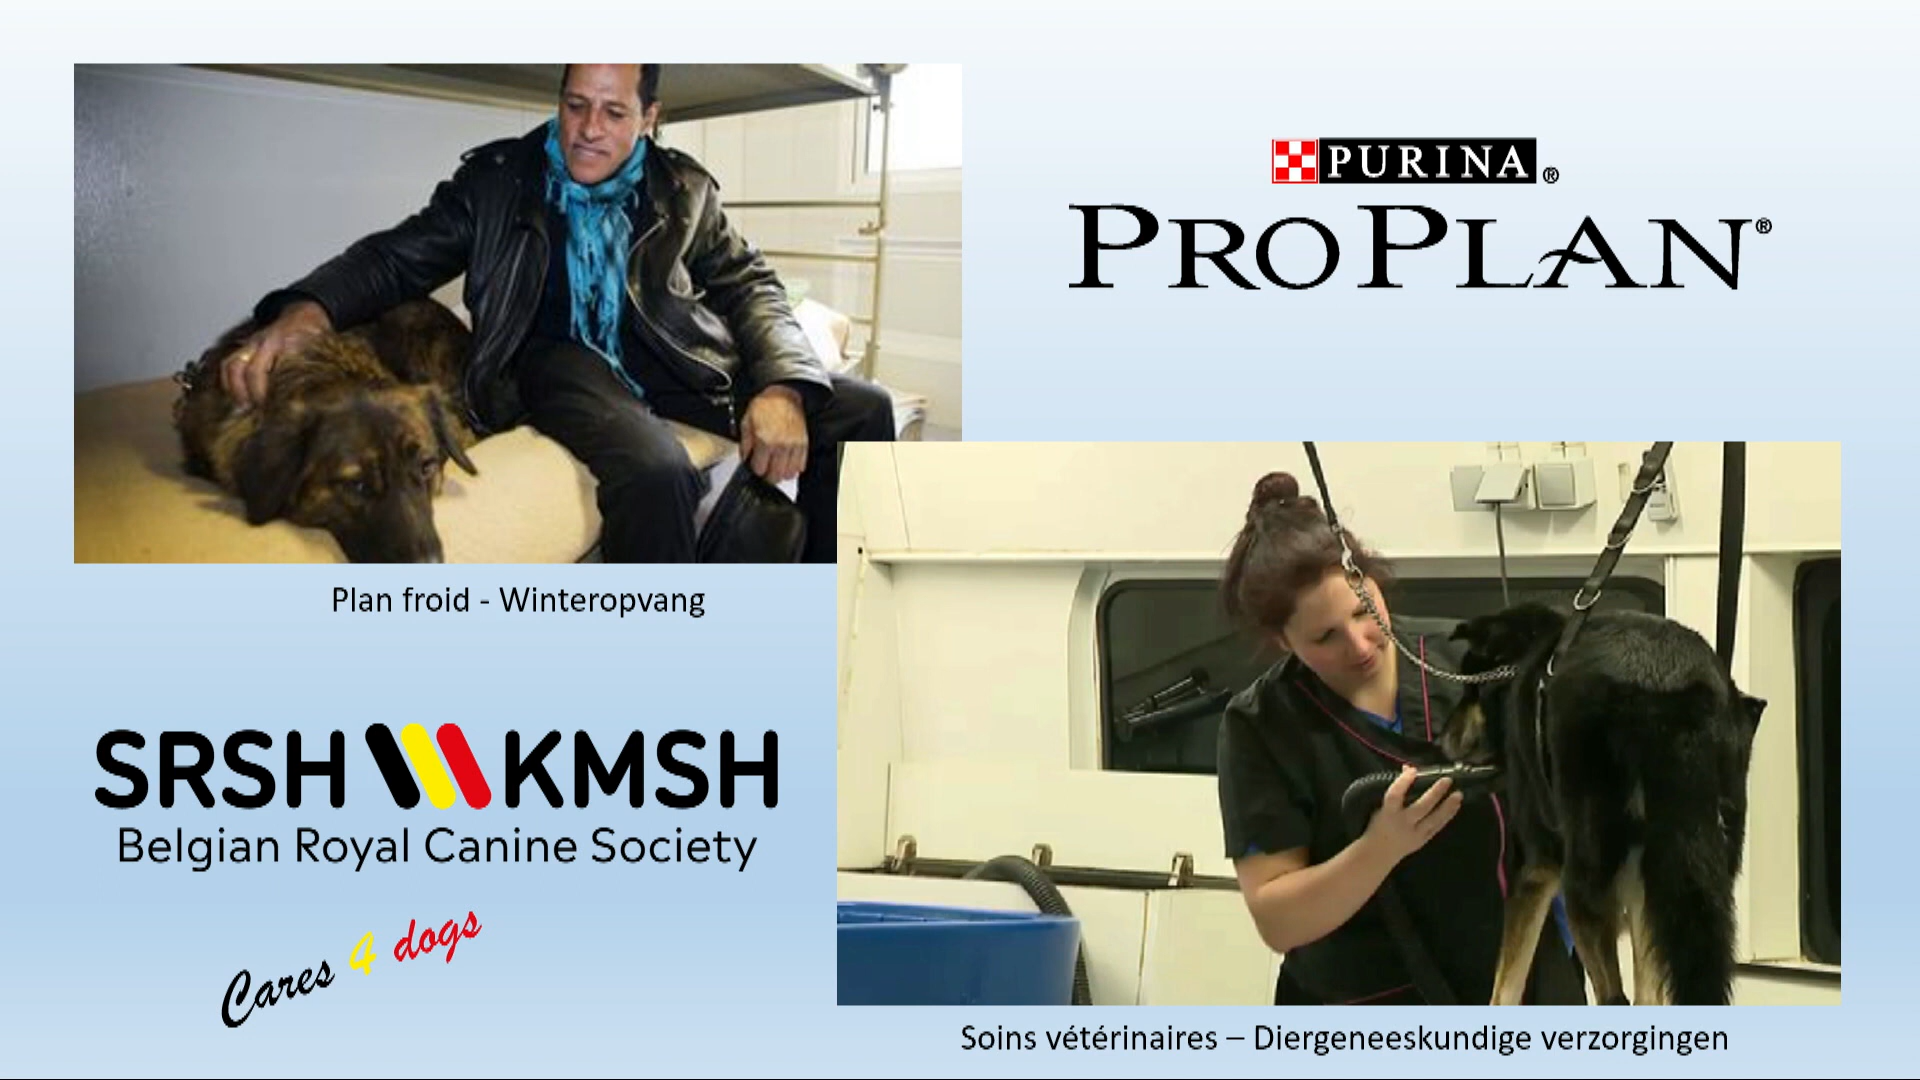 PURINA®
PROPLAN®
Plan froid - Winteropvang
SRSH KMSH
Belgian Royal Canine Society
Cares 4 dogs
Soins vétérinaires – Diergeneeskundige verzorgingen